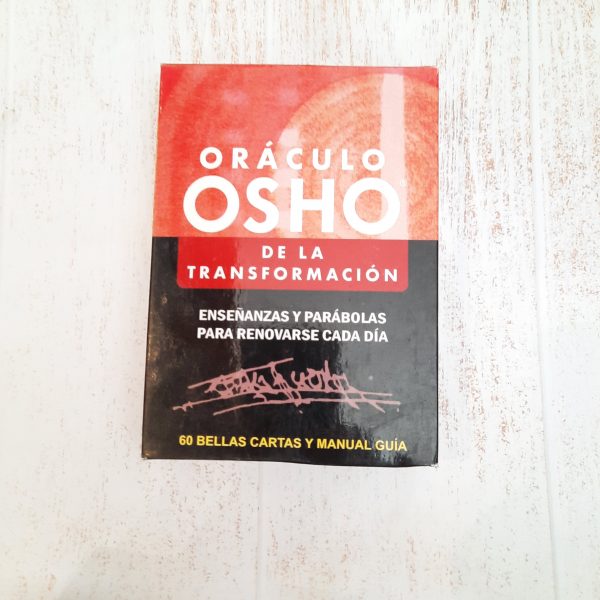 ORÁCULO
OSHO®
DE LA
TRANSFORMACIÓN
ENSEÑANZAS Y PARÁBOLAS
PARA RENOVARSE CADA DÍA
60 BELLAS CARTAS Y MANUAL GUÍA